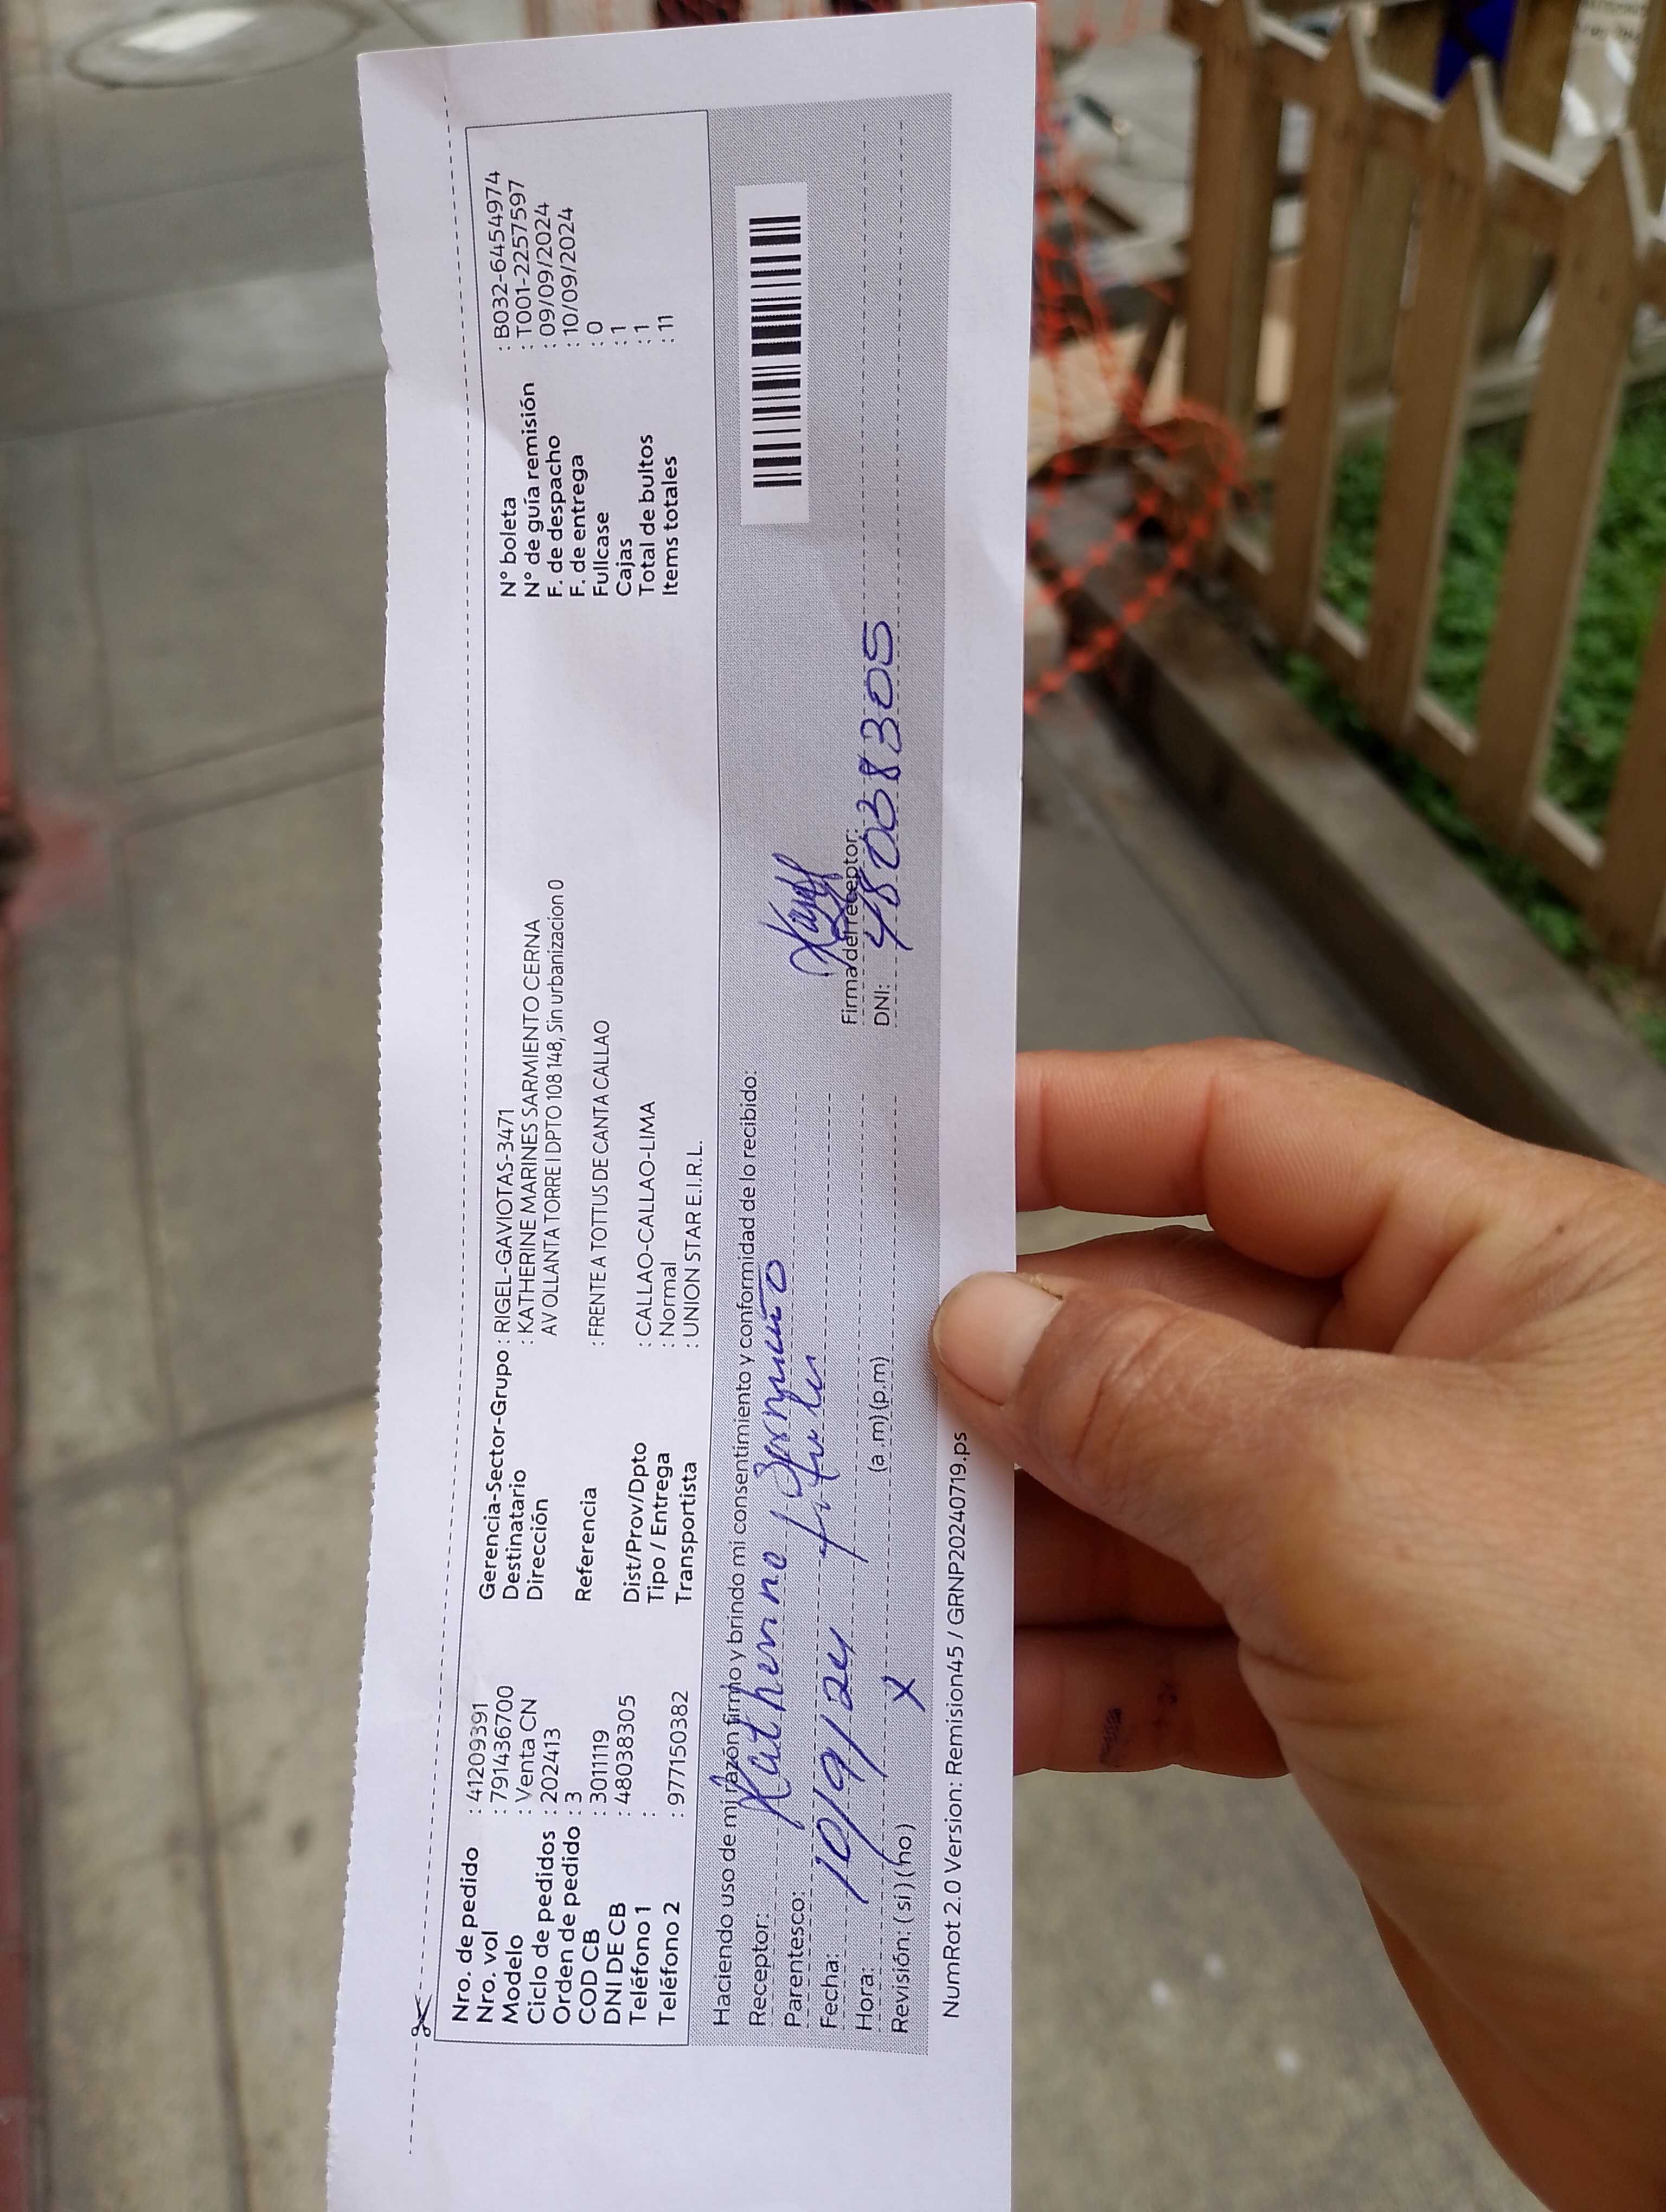 Nro. de pedido : 41209391
Nro. vol : 791436700
Modelo : Venta CN
Ciclo de pedidos : 202413
Orden de pedido : 3
COD CB : 3011119
DNI DE CB : 48038305
Teléfono 1 :
Teléfono 2 : 977150382
Gerencia-Sector-Grupo : RIGEL-GAVIOTAS-3471
Destinatario : KATHERINE MARINES SARMIENTO CERNA
Dirección AV OLLANTA TORRE I DPTO 108 148, Sin urbanizacion 0
Referencia : FRENTE A TOTTUS DE CANTA CALLAO
Dist/Prov/Dpto : CALLAO-CALLAO-LIMA
Tipo / Entrega : Normal
Transportista : UNION STAR E.I.R.L.
N° boleta : B032-6454974
N° de guía remisión : T001-2257597
F. de despacho : 09/09/2024
F. de entrega : 10/09/2024
Fullcase : 0
Cajas : 1
Total de bultos : 1
Items totales : 11
Haciendo uso de mi razón firmo y brindo mi consentimiento y conformidad de lo recibido:
Receptor: Katherine Sarmiento
Parentesco: titular
Fecha: 10/9/24
Hora: (a.m) (p.m)
Revisión: ( si ) ( no ) X
Firma del receptor:
DNI: 48038305
NumRot 2.0 Version: Remision45 / GRNP20240719.ps